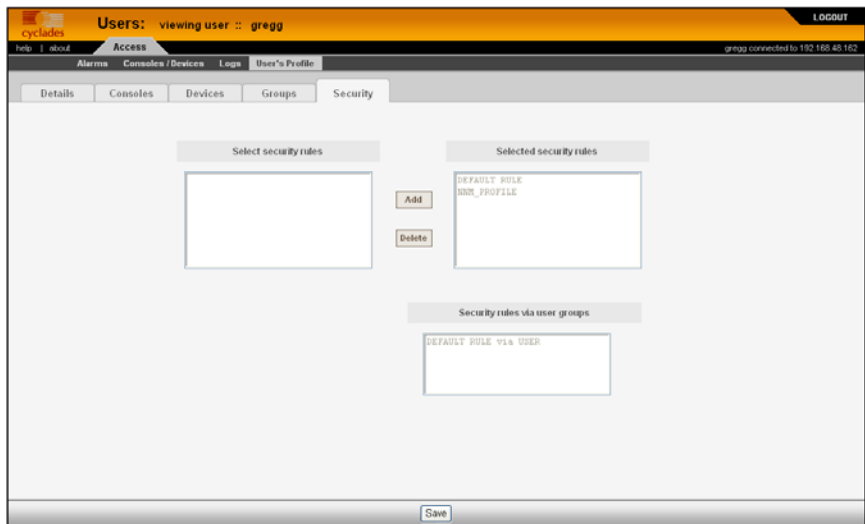 cyclades
Users: viewing user :: gregg
LOGOUT
help | about
Access
gregg connected to 192.168.48.162
Alarms Consoles / Devices Logs User's Profile
Details Consoles Devices Groups Security
Select security rules
Selected security rules
DEFAULT RULE
NNM_PROFILE
Add
Delete
Security rules via user groups
DEFAULT RULE via USER
Save